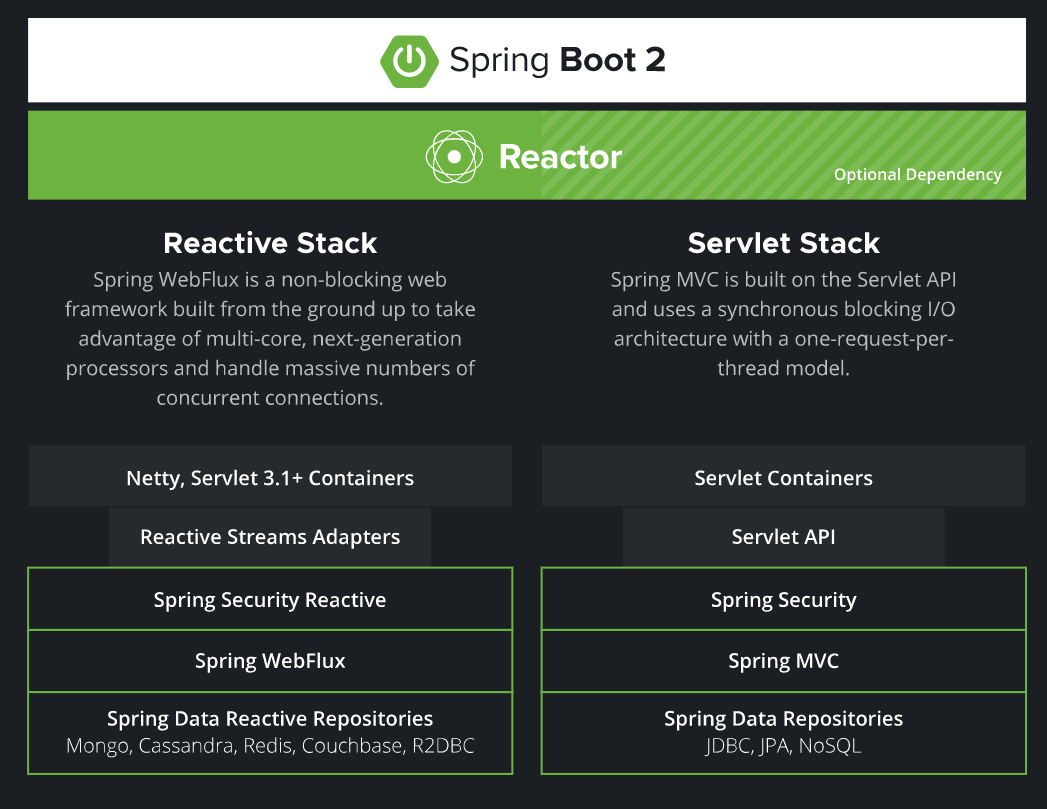 Spring Boot 2
Reactor
Optional Dependency
Reactive Stack
Spring WebFlux is a non-blocking web
framework built from the ground up to take
advantage of multi-core, next-generation
processors and handle massive numbers of
concurrent connections.
Netty, Servlet 3.1+ Containers
Reactive Streams Adapters
Spring Security Reactive
Spring WebFlux
Spring Data Reactive Repositories
Mongo, Cassandra, Redis, Couchbase, R2DBC
Servlet Stack
Spring MVC is built on the Servlet API
and uses a synchronous blocking I/O
architecture with a one-request-per-
thread model.
Servlet Containers
Servlet API
Spring Security
Spring MVC
Spring Data Repositories
JDBC, JPA, NoSQL